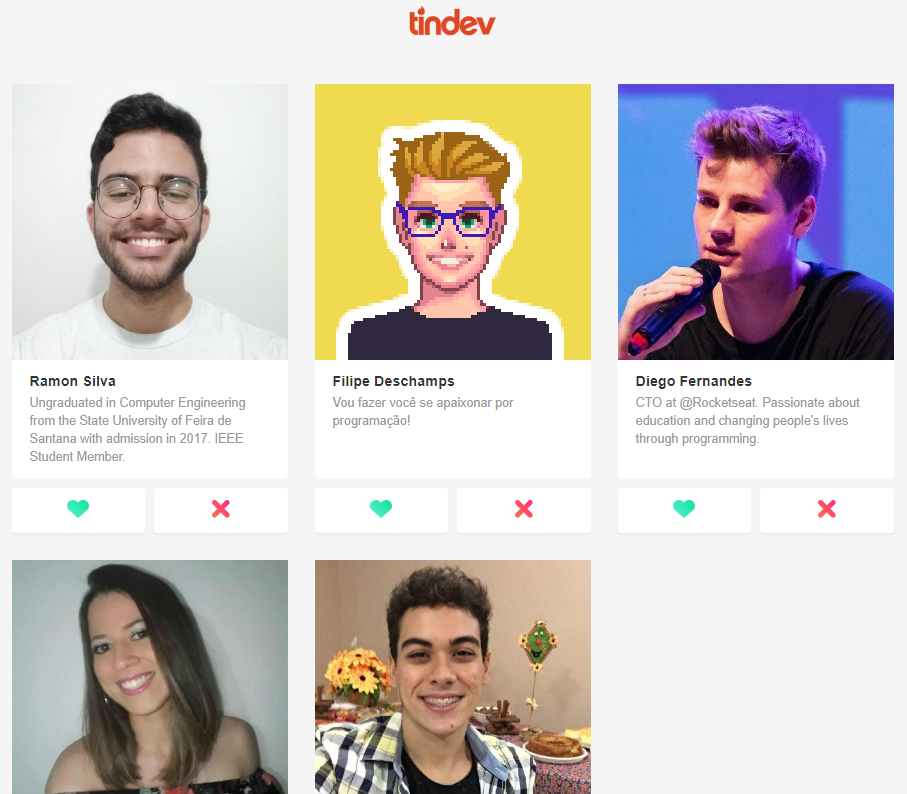 tindev
Ramon Silva
Ungraduated in Computer Engineering
from the State University of Feira de
Santana with admission in 2017. IEEE
Student Member.
Filipe Deschamps
Vou fazer você se apaixonar por
programação!
Diego Fernandes
CTO at @Rocketseat. Passionate about
education and changing people's lives
through programming.